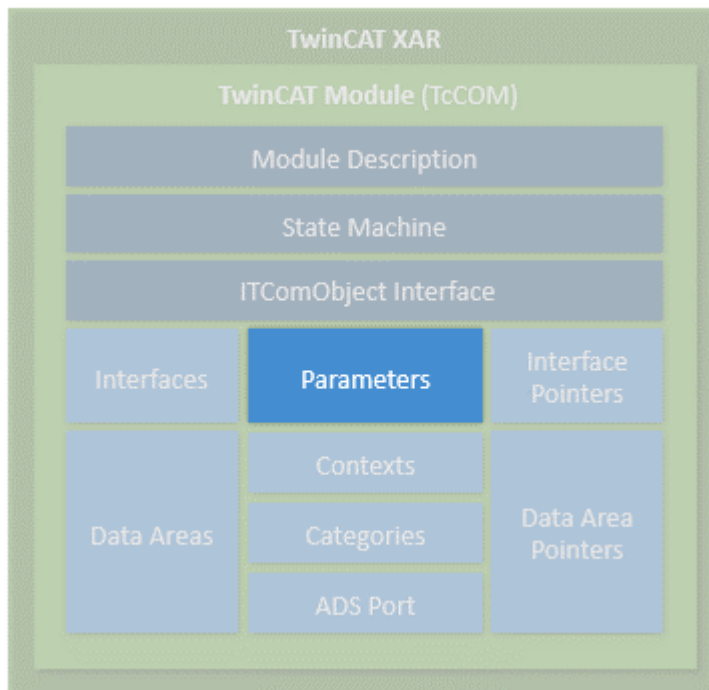 TwinCAT XAR
TwinCAT Module (TcCOM)
Module Description
State Machine
ITComObject Interface
Interfaces
Parameters
Interface
Pointers
Data Areas
Contexts
Categories
ADS Port
Data Area
Pointers